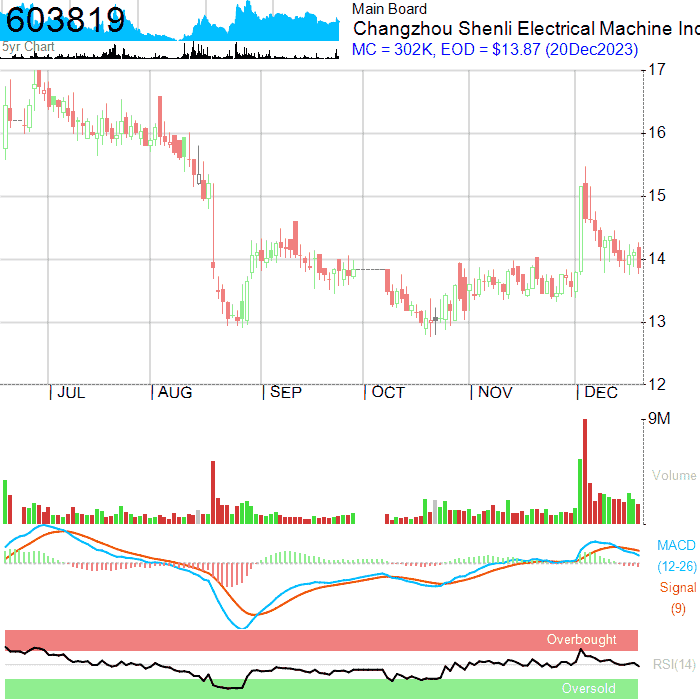 603819
5yr Chart
Main Board
Changzhou Shenli Electrical Machine Inc
MC = 302K, EOD = $13.87 (20Dec2023)
17
16
15
14
13
12
JUL
AUG
SEP
OCT
NOV
DEC
9M
Volume
MACD
(12-26)
Signal
(9)
Overbought
RSI(14)
Oversold